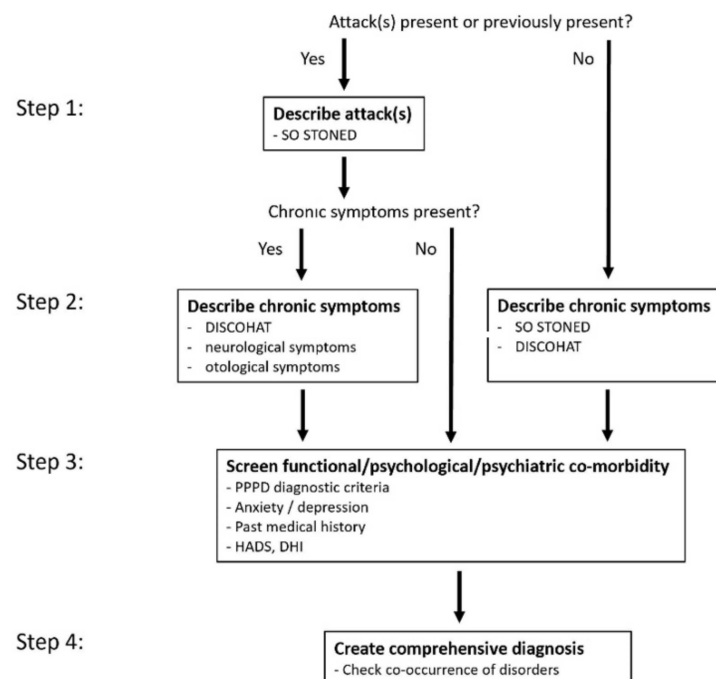 Attack(s) present or previously present?
Yes
No
Step 1:
Describe attack(s)
- SO STONED
Chronic symptoms present?
Yes
No
Step 2:
Describe chronic symptoms
- DISCOHAT
- neurological symptoms
- otological symptoms
Describe chronic symptoms
- SO STONED
- DISCOHAT
Step 3:
Screen functional/psychological/psychiatric co-morbidity
- PPPD diagnostic criteria
- Anxiety / depression
- Past medical history
- HADS, DHI
Step 4:
Create comprehensive diagnosis
- Check co-occurrence of disorders